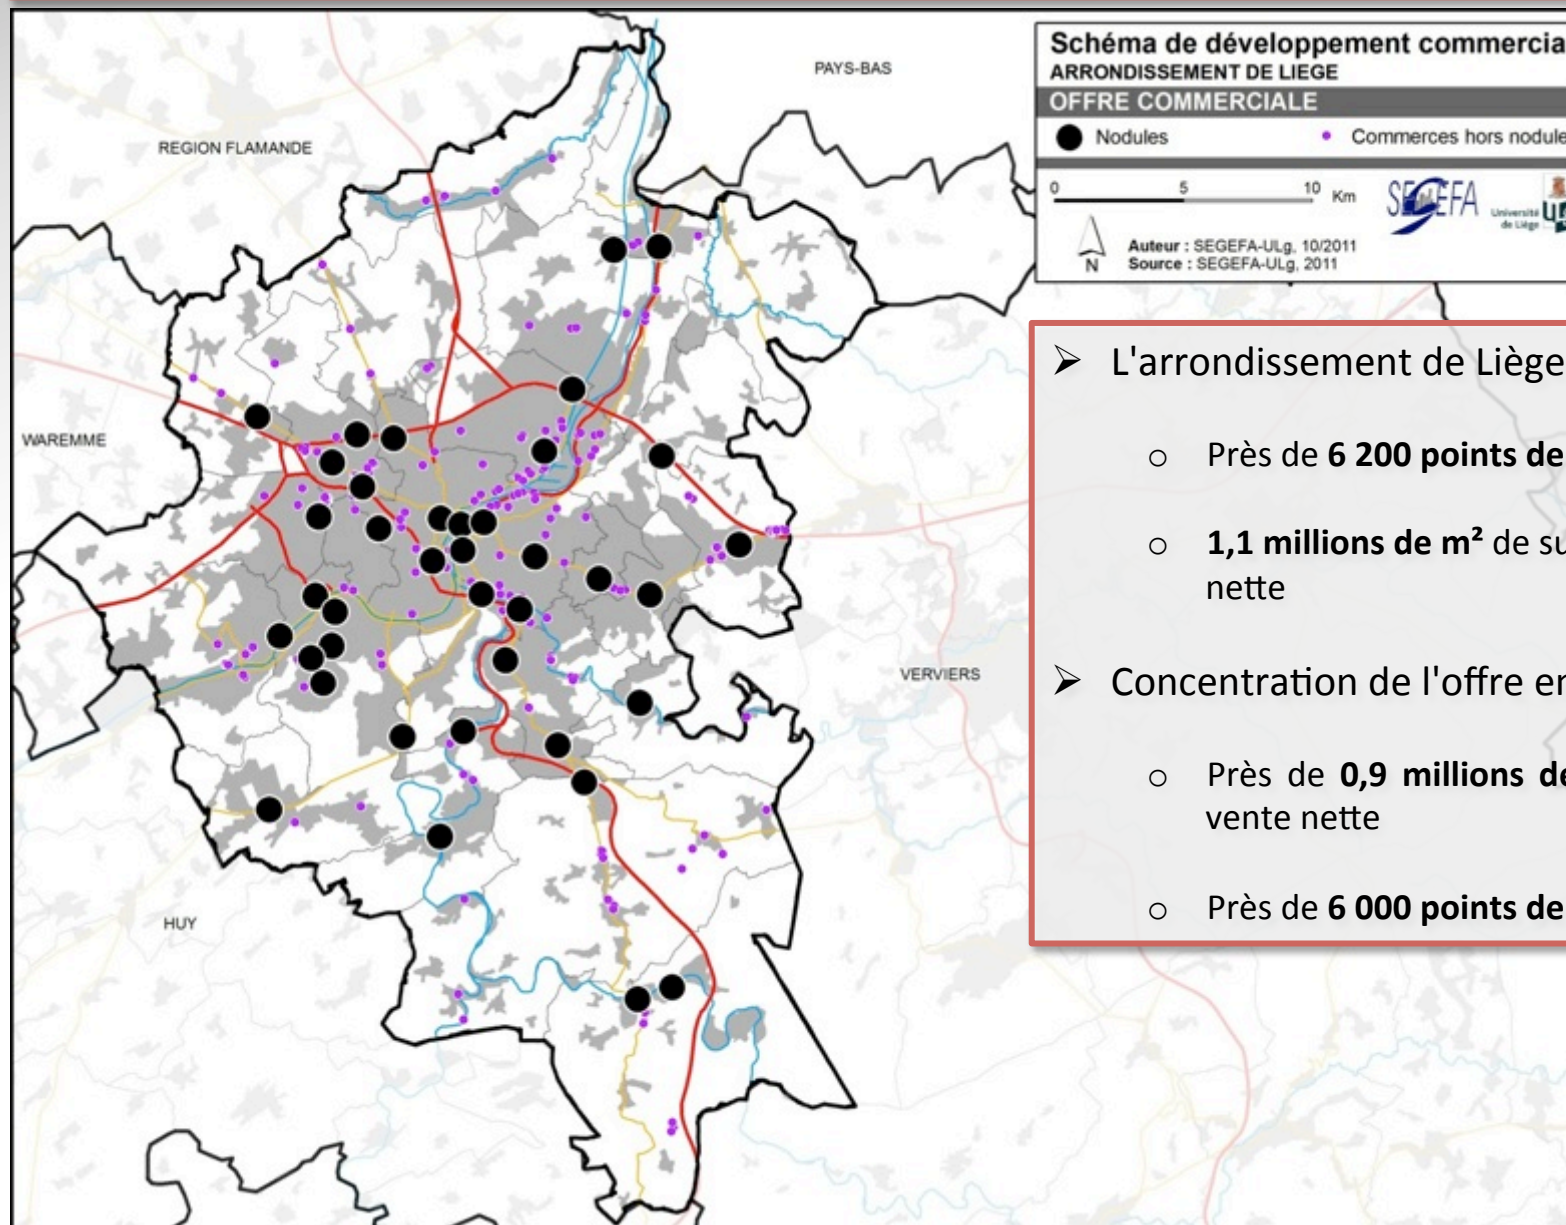 PAYS-BAS
REGION FLAMANDE
WAREMME
VERVIERS
HUY
Schéma de développement commercia
ARRONDISSEMENT DE LIEGE
OFFRE COMMERCIALE
Nodules
Commerces hors nodule
0 5 10 Km
N
Auteur : SEGEFA-ULg, 10/2011
Source : SEGEFA-ULg, 2011
SEGEFA
Université
de Liège
➢ L'arrondissement de Liège
o Près de 6 200 points de
o 1,1 millions de m² de su
nette
➢ Concentration de l'offre en
o Près de 0,9 millions de
vente nette
o Près de 6 000 points de